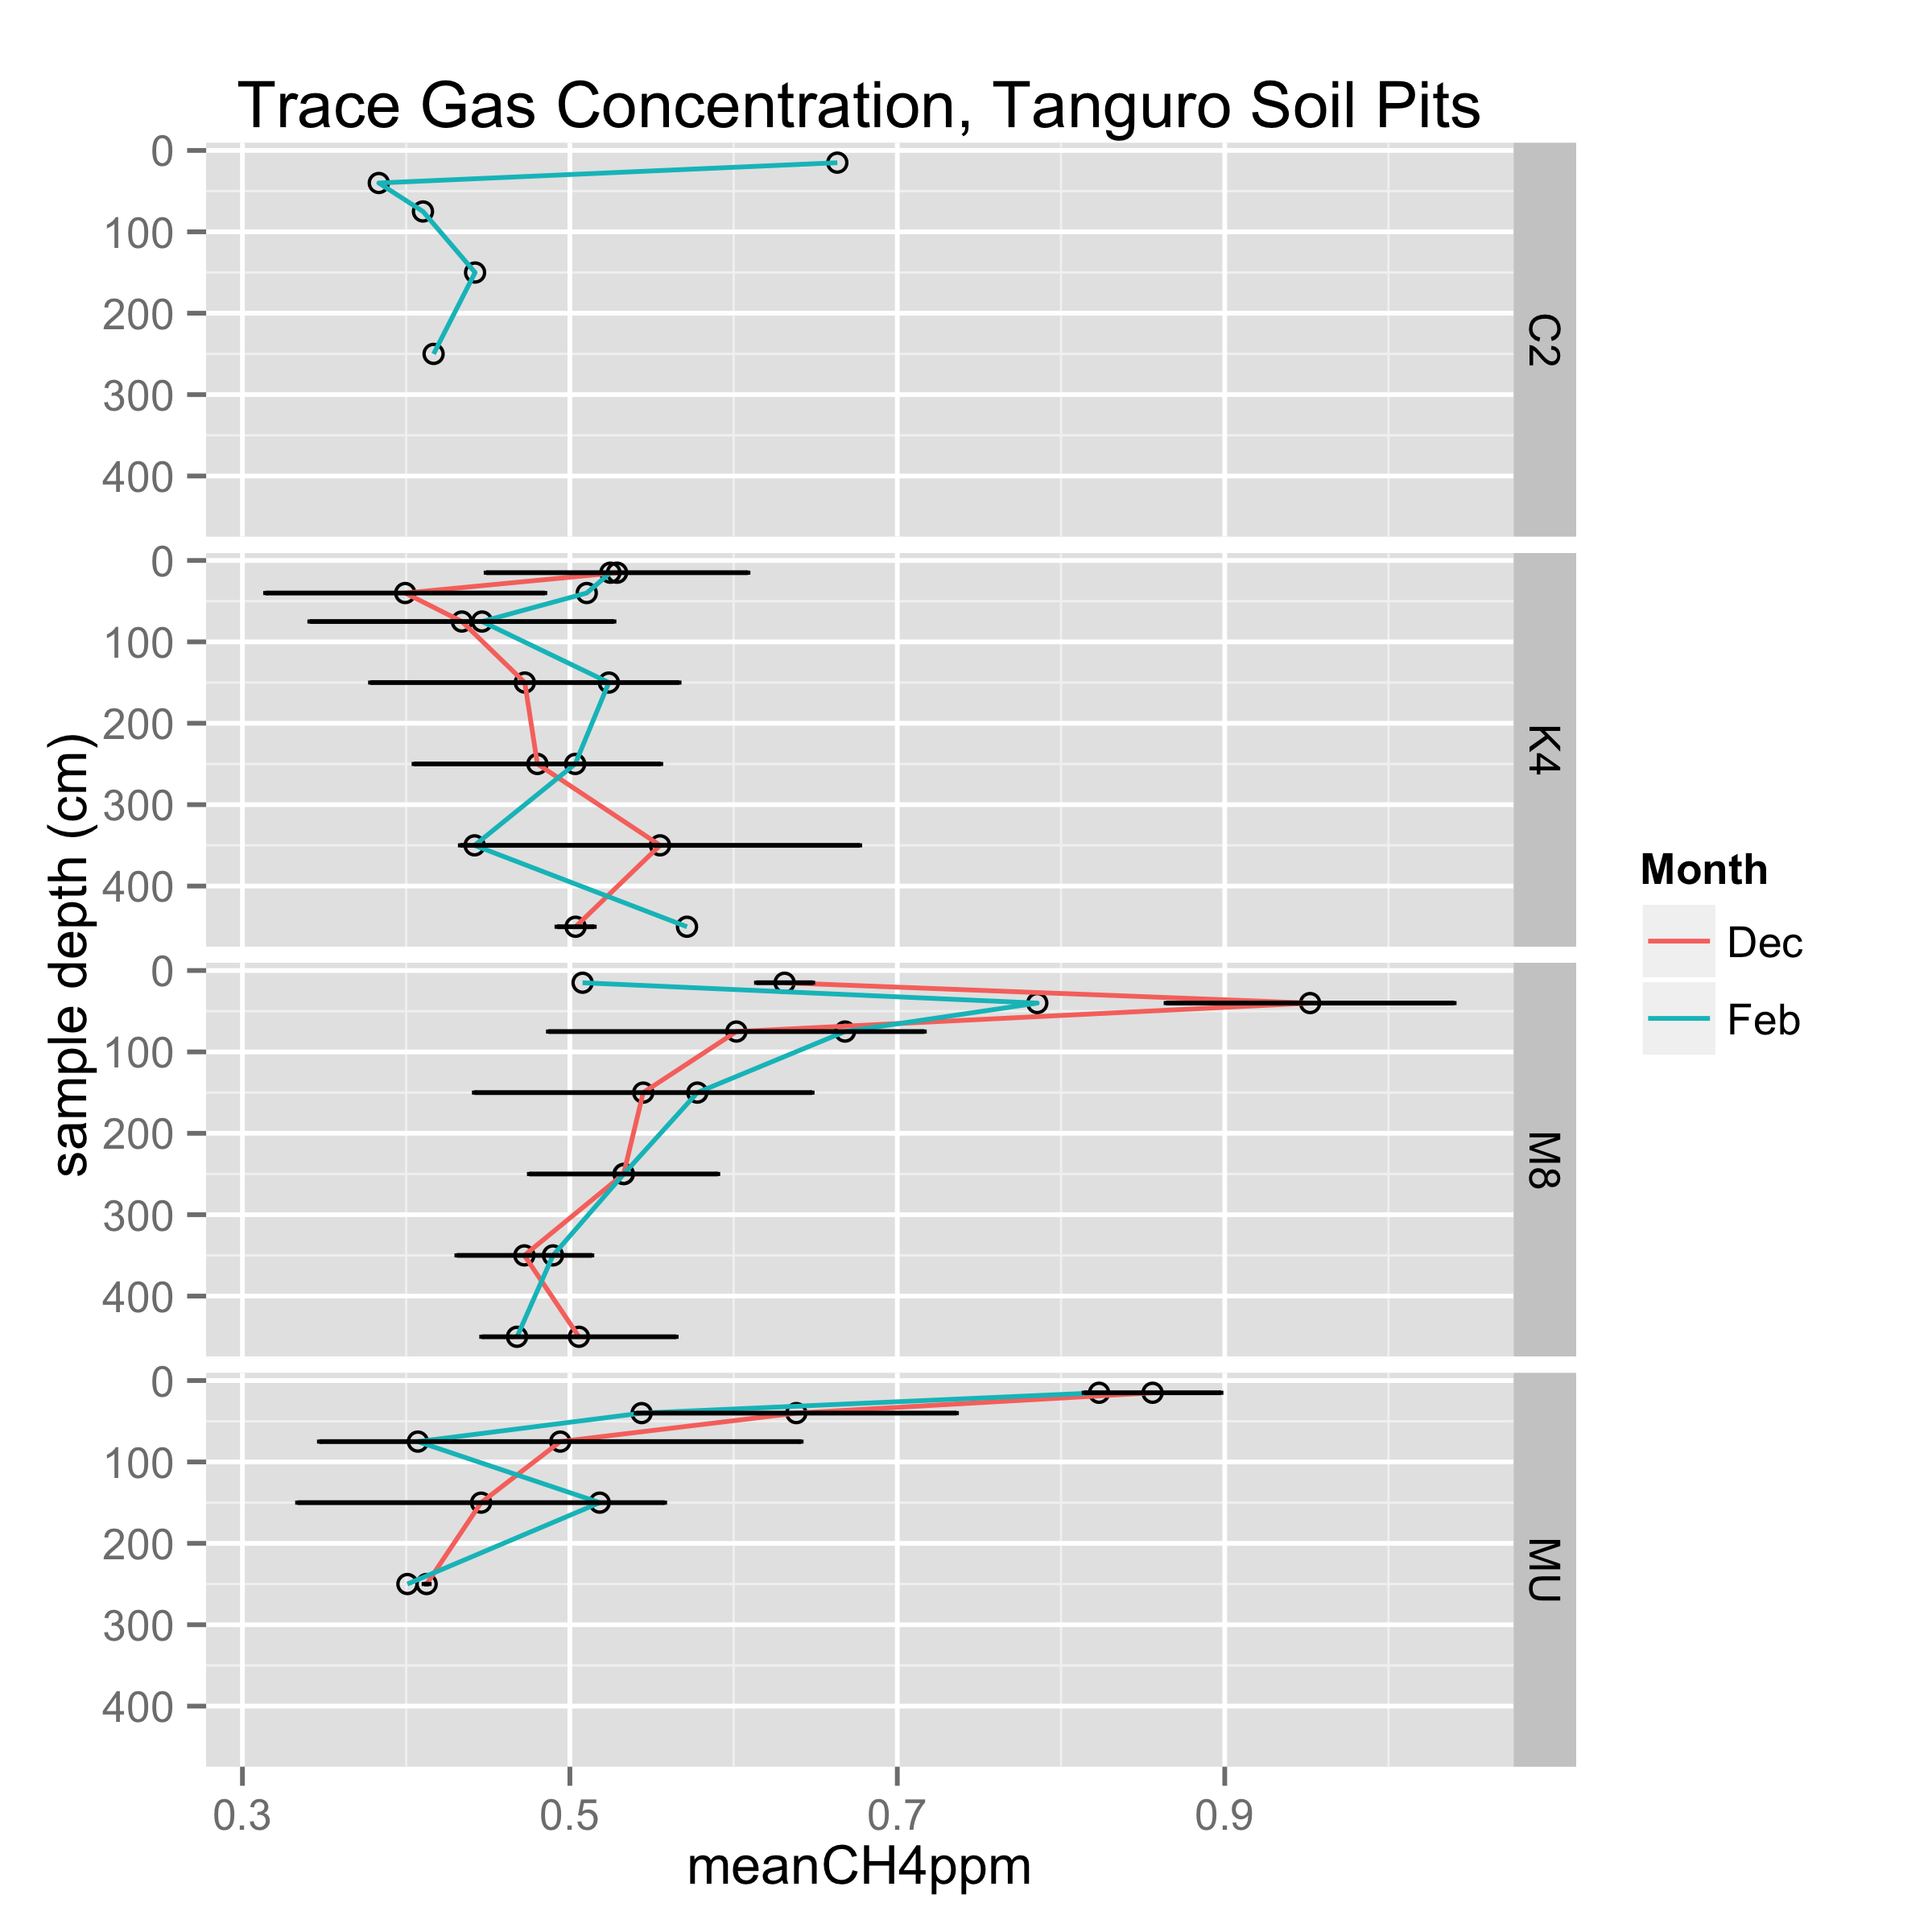 Trace Gas Concentration, Tanguro Soil Pits
sample depth (cm)
0
100
200
300
400
C2
0
100
200
300
400
K4
0
100
200
300
400
M8
0
100
200
300
400
MU
0.3 0.5 0.7 0.9
meanCH4ppm
Month
Dec
Feb